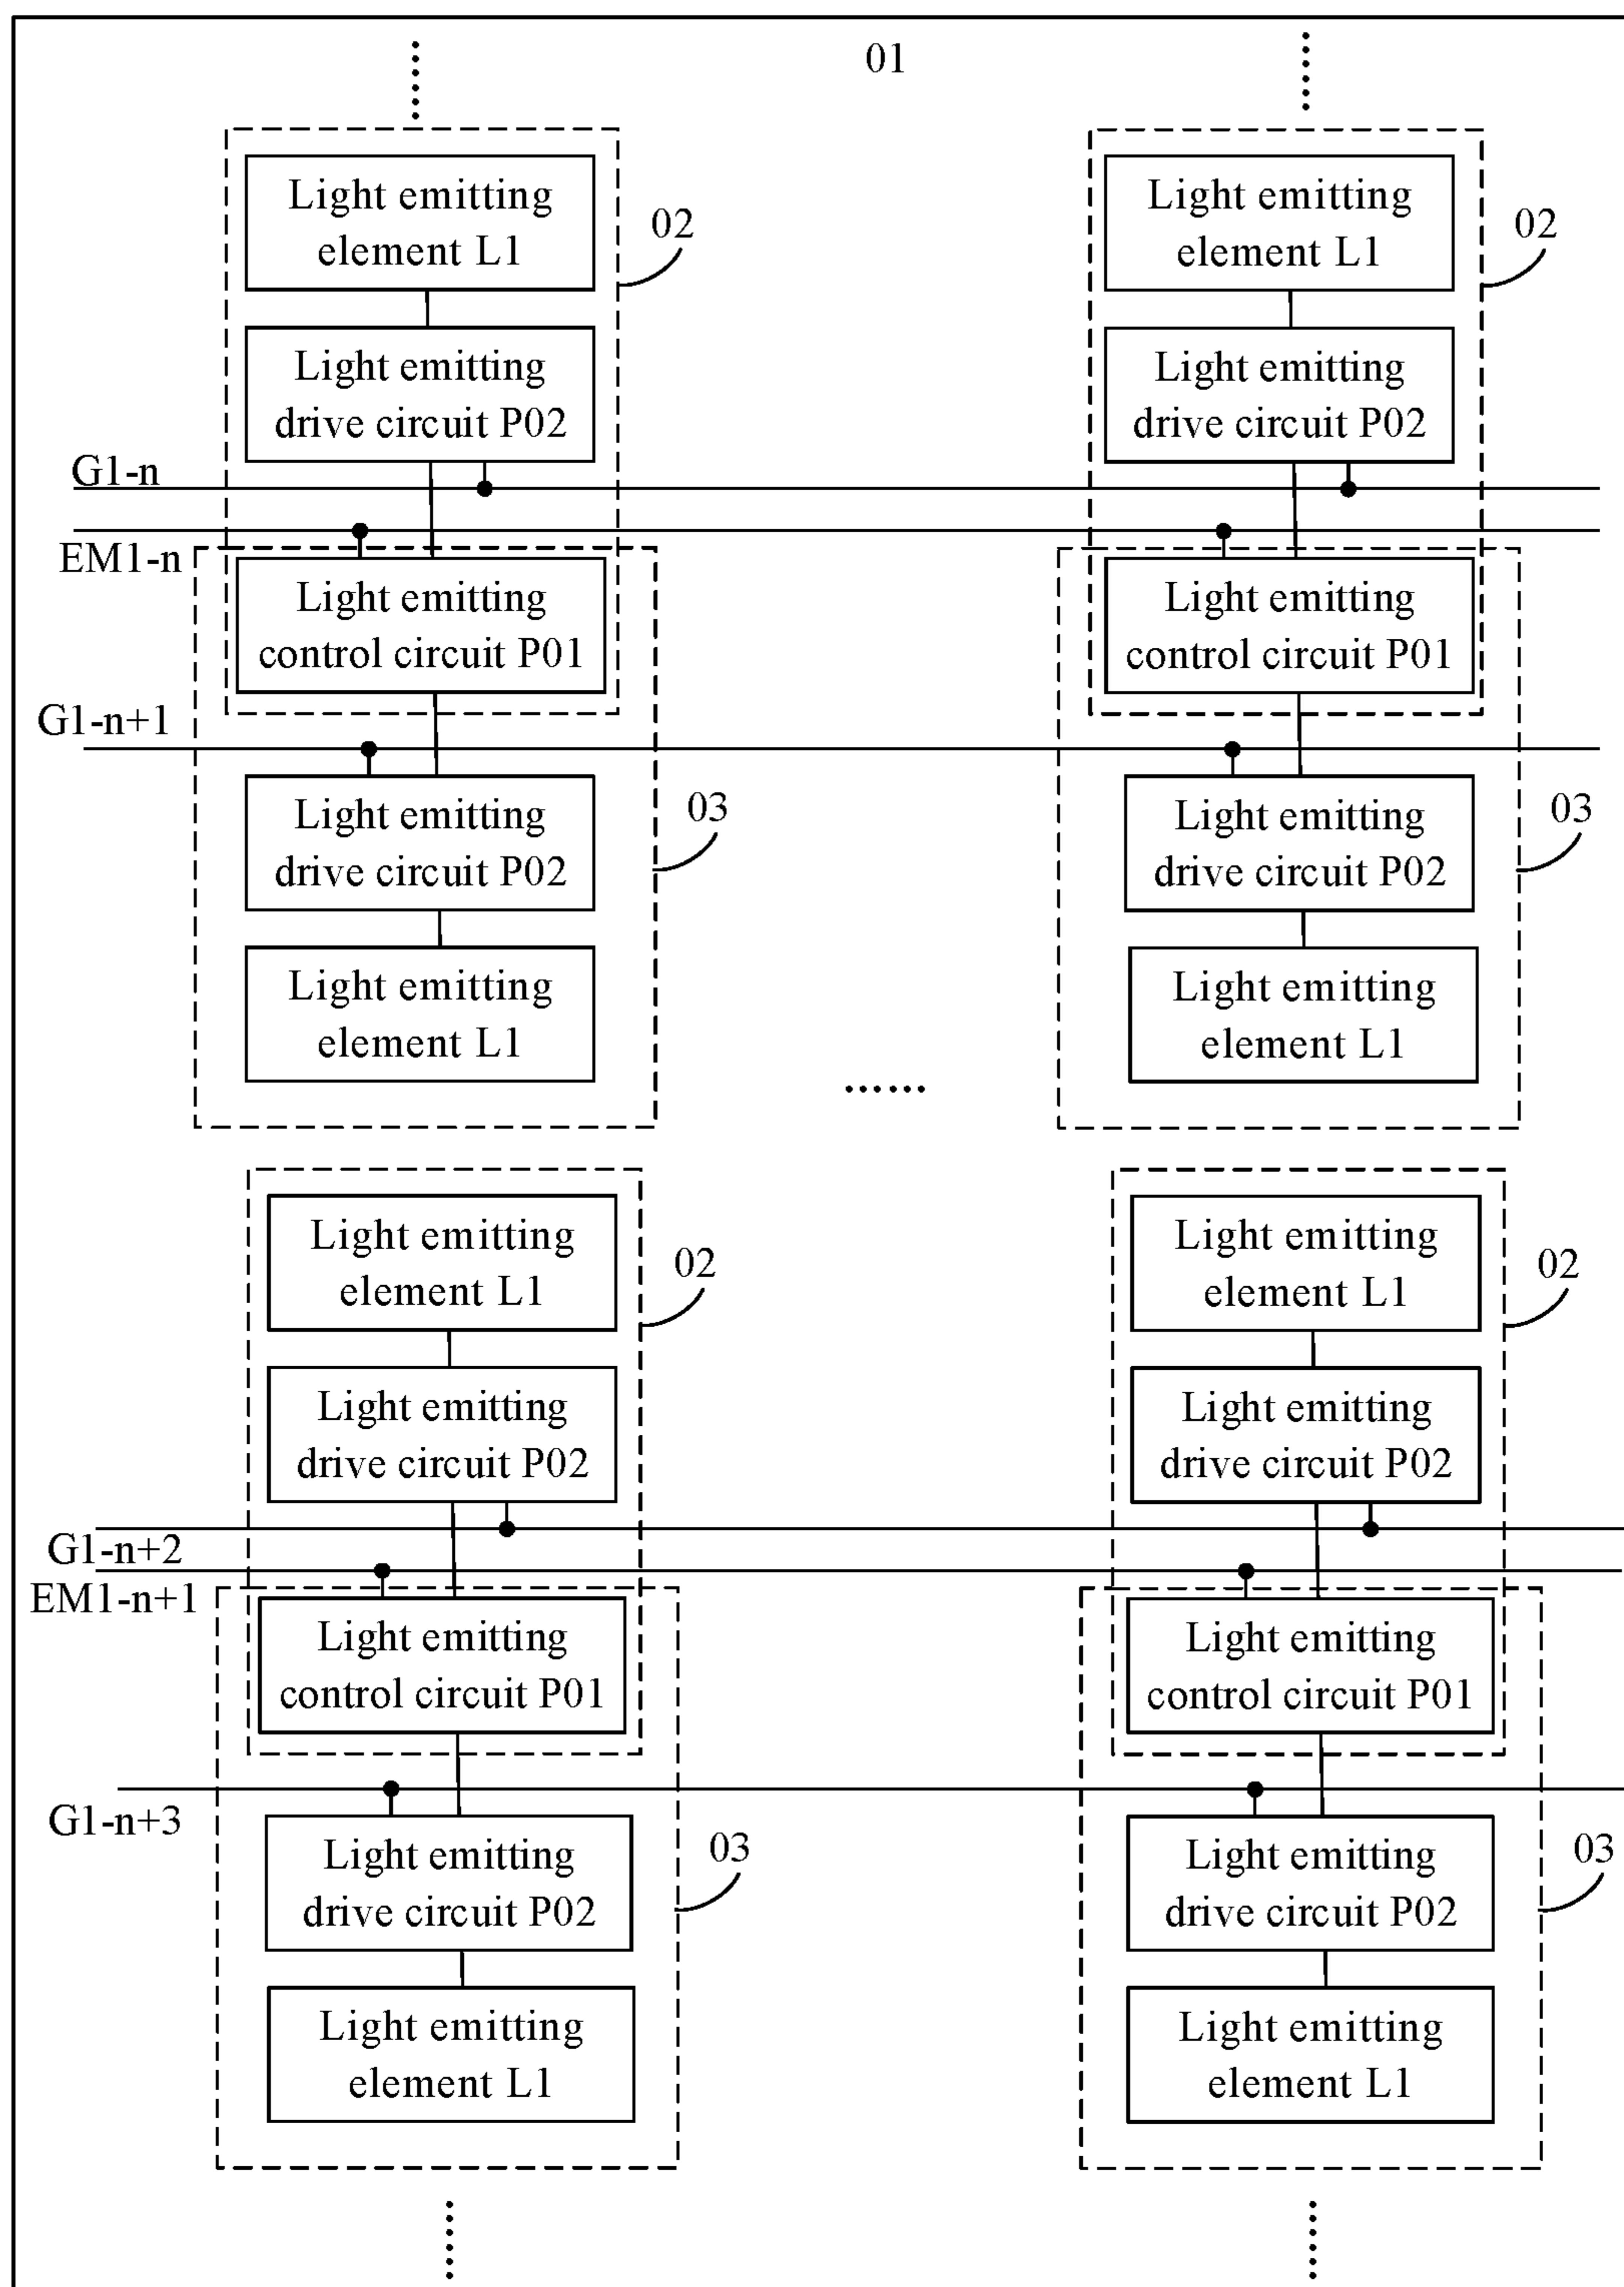 01
Light emitting
element L1
02
Light emitting
element L1
02
Light emitting
drive circuit P02
Light emitting
drive circuit P02
G1-n
EM1-n
Light emitting
control circuit P01
Light emitting
control circuit P01
G1-n+1
Light emitting
drive circuit P02
03
Light emitting
drive circuit P02
03
Light emitting
element L1
Light emitting
element L1
Light emitting
element L1
02
Light emitting
element L1
02
Light emitting
drive circuit P02
Light emitting
drive circuit P02
G1-n+2
EM1-n+1
Light emitting
control circuit P01
Light emitting
control circuit P01
G1-n+3
Light emitting
drive circuit P02
03
Light emitting
drive circuit P02
03
Light emitting
element L1
Light emitting
element L1